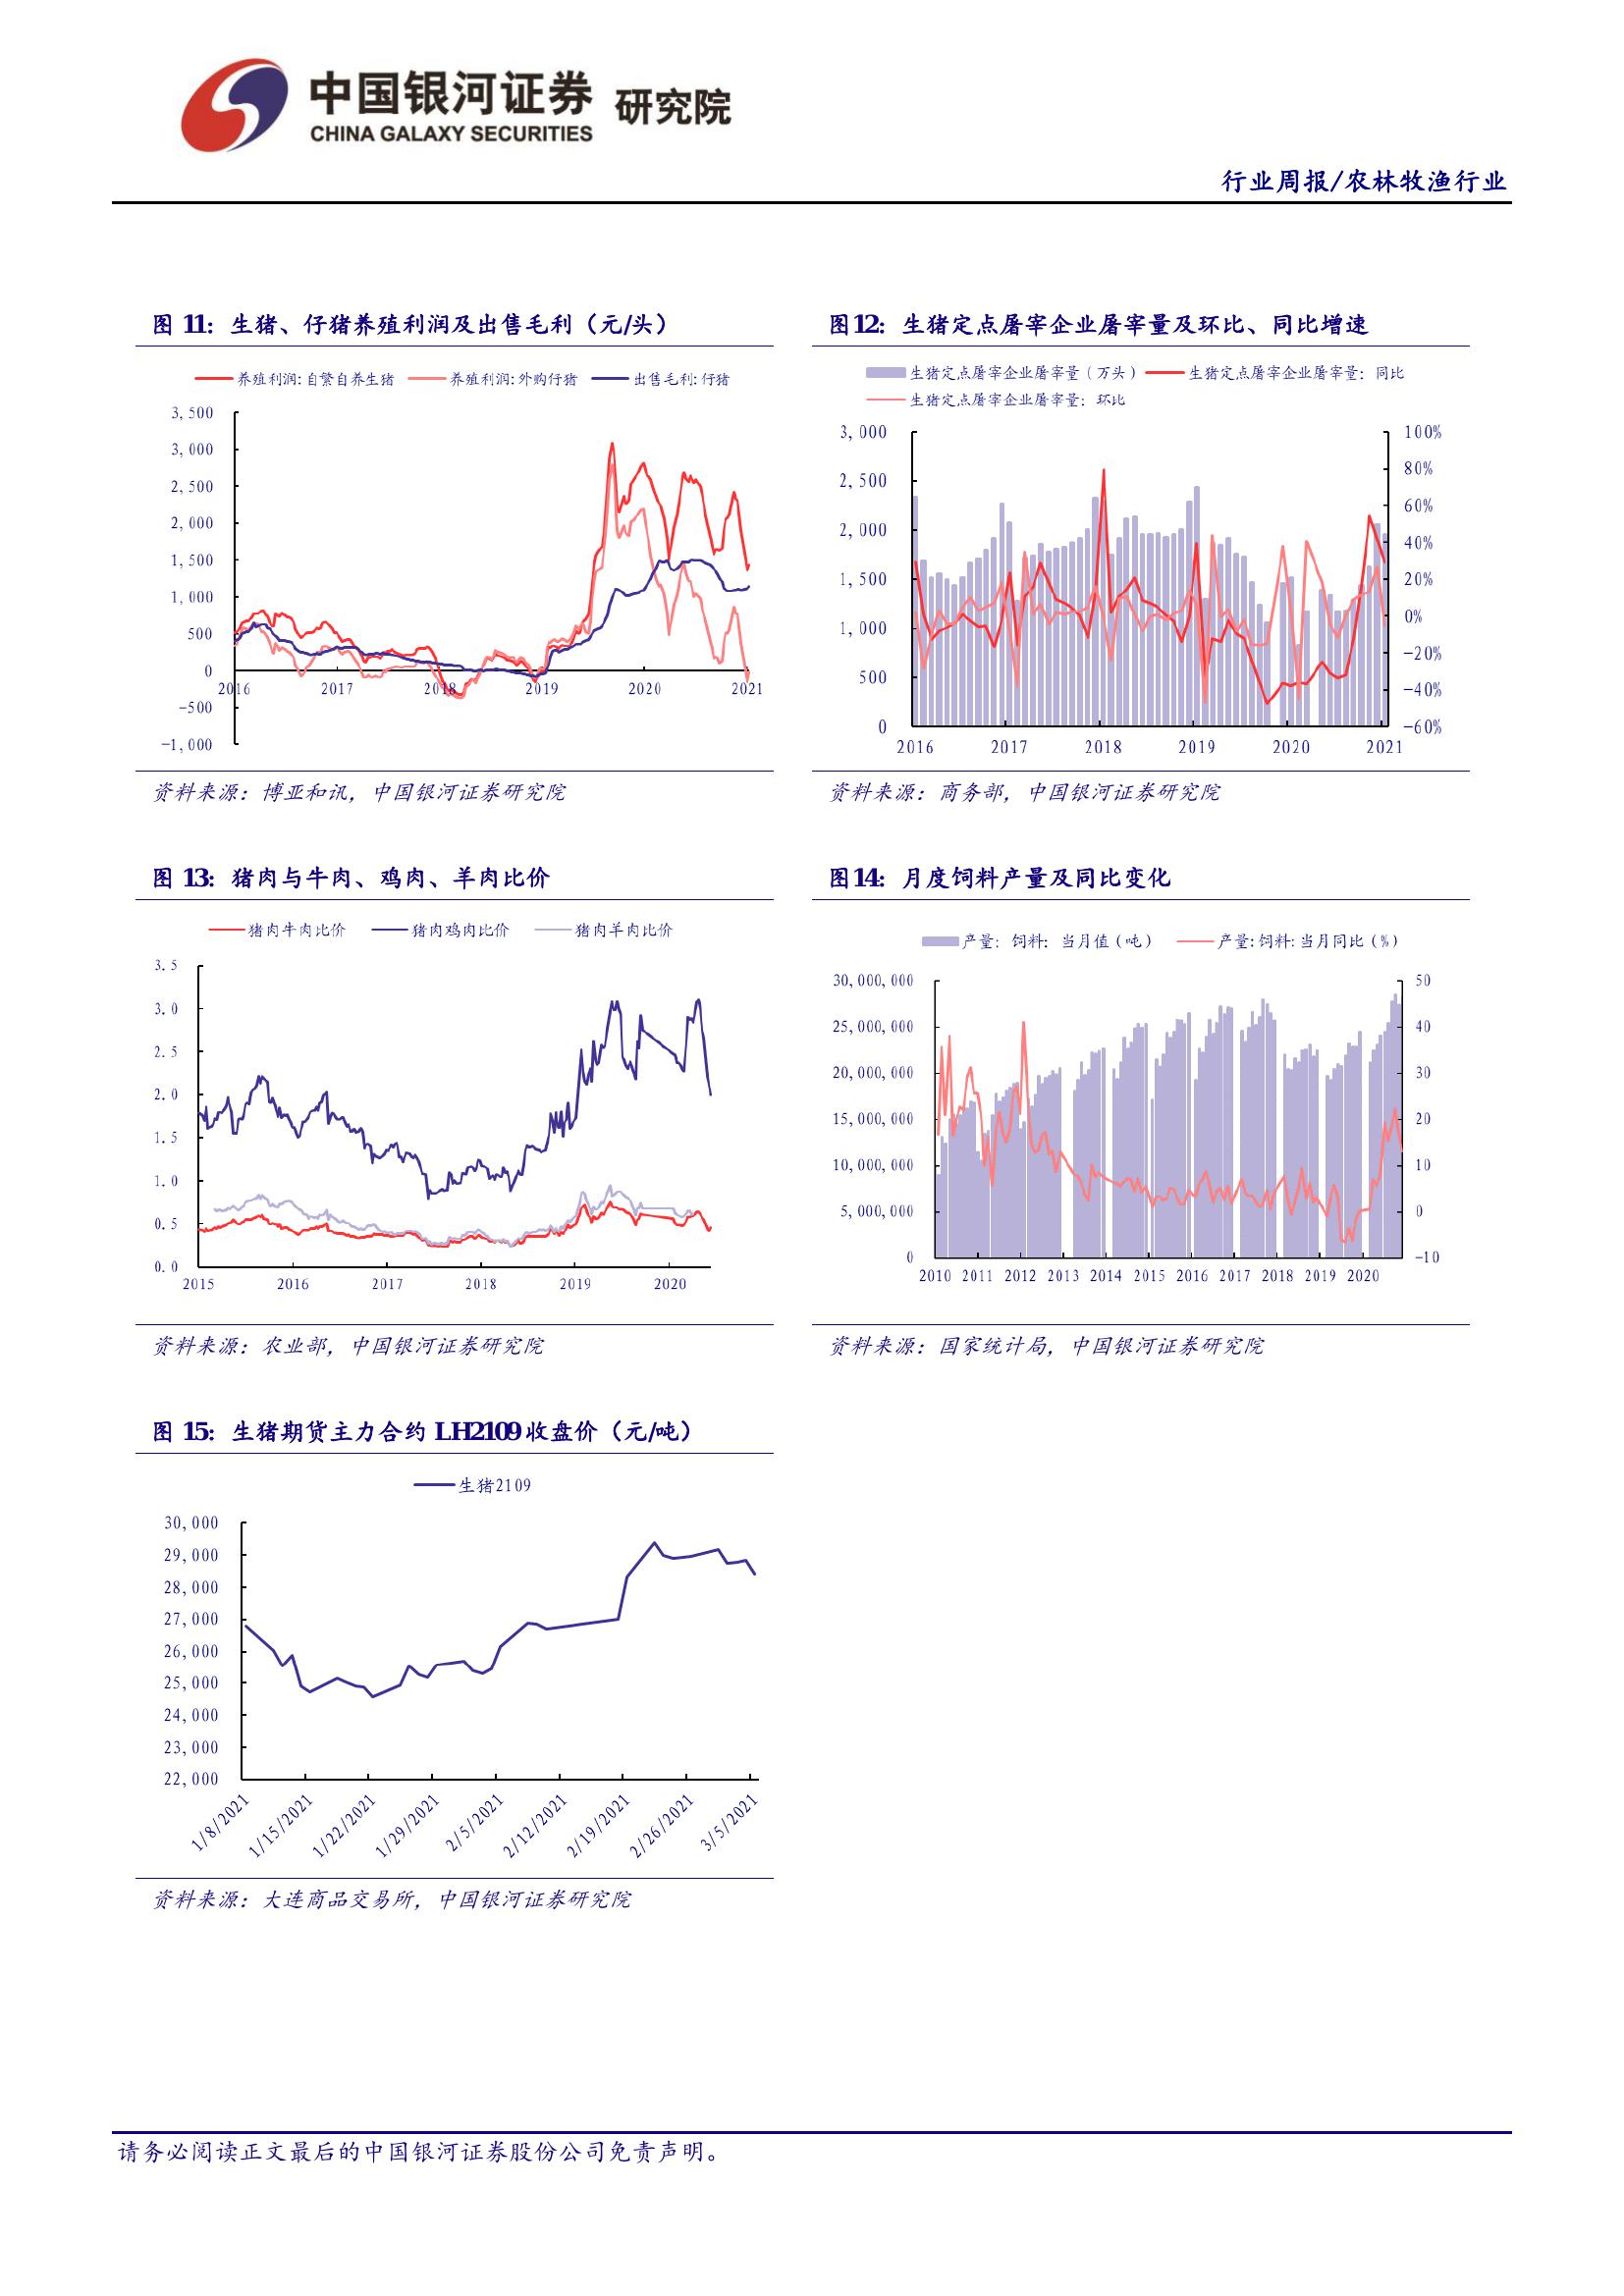 中国银河证券 研究院
CHINA GALAXY SECURITIES
行业周报/农林牧渔行业
图 11: 生猪、仔猪养殖利润及出售毛利（元/头）
养殖利润:自繁自养生猪 养殖利润:外购仔猪 出售毛利:仔猪
3,500
3,000
2,500
2,000
1,500
1,000
500
0
-500
-1,000
2016 2017 2018 2019 2020 2021
资料来源：博亚和讯，中国银河证券研究院
图12: 生猪定点屠宰企业屠宰量及环比、同比增速
生猪定点屠宰企业屠宰量（万头） 生猪定点屠宰企业屠宰量：同比
生猪定点屠宰企业屠宰量：环比
3,000
2,500
2,000
1,500
1,000
500
0
100%
80%
60%
40%
20%
0%
-20%
-40%
-60%
2016 2017 2018 2019 2020 2021
资料来源：商务部，中国银河证券研究院
图 13: 猪肉与牛肉、鸡肉、羊肉比价
猪肉牛肉比价 猪肉鸡肉比价 猪肉羊肉比价
3.5
3.0
2.5
2.0
1.5
1.0
0.5
0.0
2015 2016 2017 2018 2019 2020
资料来源：农业部，中国银河证券研究院
图14: 月度饲料产量及同比变化
产量：饲料：当月值（吨） 产量:饲料:当月同比（%）
30,000,000
25,000,000
20,000,000
15,000,000
10,000,000
5,000,000
0
50
40
30
20
10
0
-10
2010 2011 2012 2013 2014 2015 2016 2017 2018 2019 2020
资料来源：国家统计局，中国银河证券研究院
图 15: 生猪期货主力合约 LH2109 收盘价（元/吨）
生猪2109
30,000
29,000
28,000
27,000
26,000
25,000
24,000
23,000
22,000
1/8/2021 1/15/2021 1/22/2021 1/29/2021 2/5/2021 2/12/2021 2/19/2021 2/26/2021 3/5/2021
资料来源：大连商品交易所，中国银河证券研究院
请务必阅读正文最后的中国银河证券股份公司免责声明。